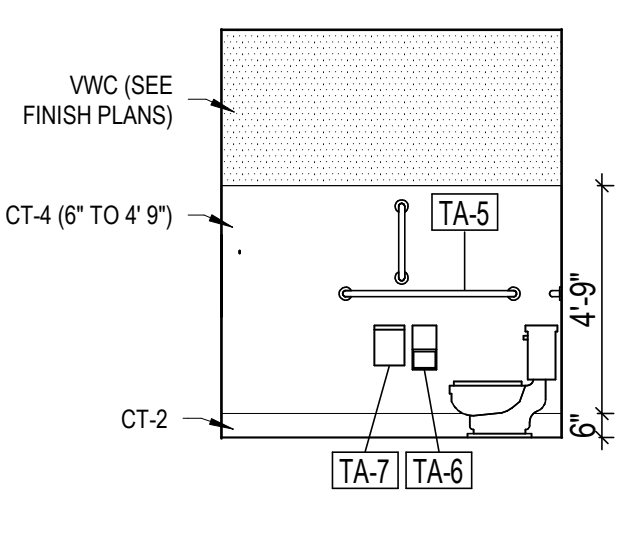 VWC (SEE
FINISH PLANS)
CT-4 (6" TO 4' 9")
TA-5
4'-9"
CT-2
6"
TA-7
TA-6